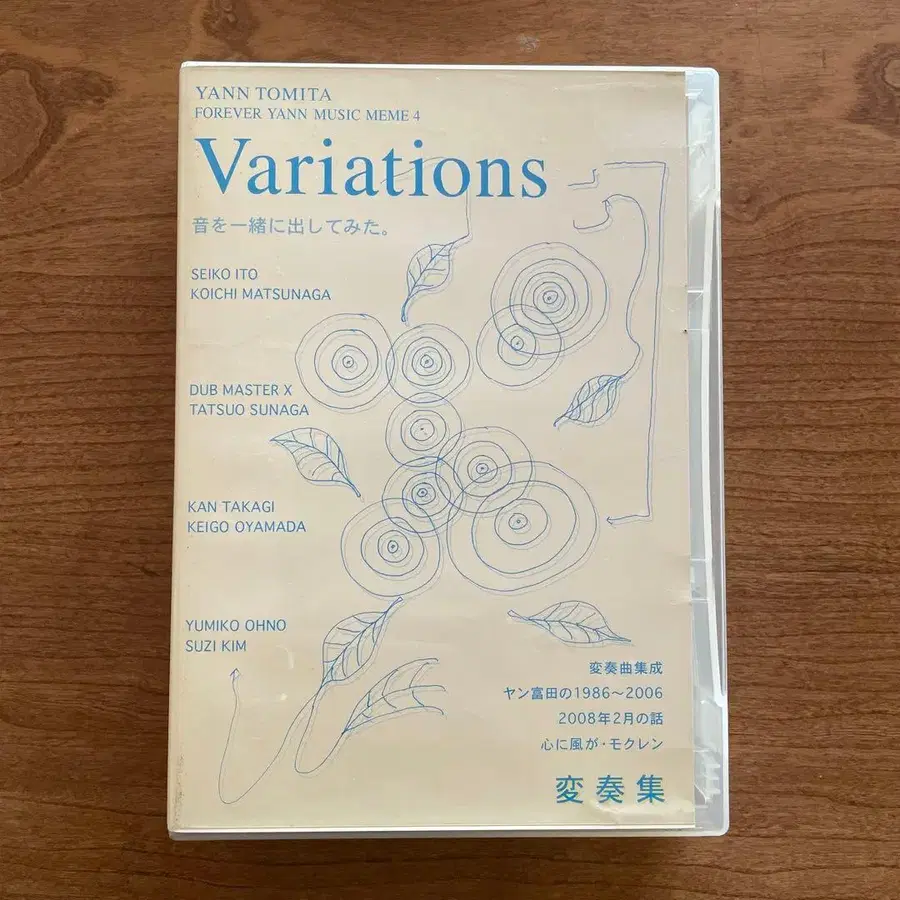 YANN TOMITA
FOREVER YANN MUSIC MEME 4
Variations
音を一緒に出してみた。
SEIKO ITO
KOICHI MATSUNAGA
DUB MASTER X
TATSUO SUNAGA
KAN TAKAGI
KEIGO OYAMADA
YUMIKO OHNO
SUZI KIM
変奏曲集成
ヤン富田の1986〜2006
2008年2月の話
心に風が・モクレン
変奏集